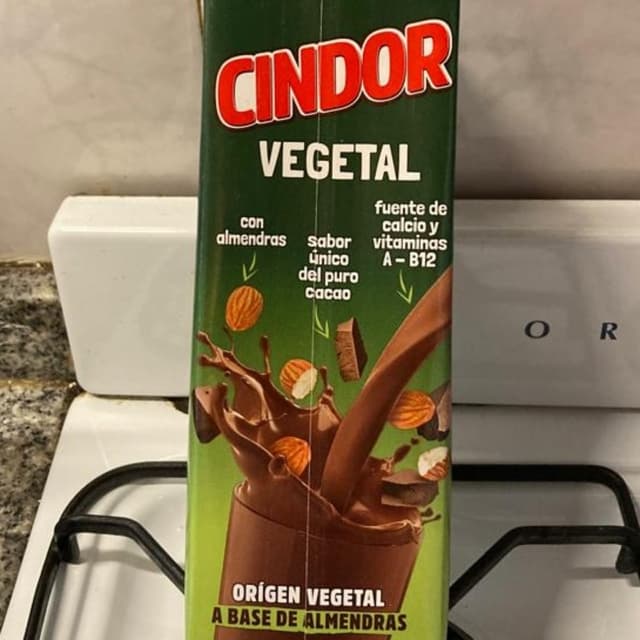 CINDOR
VEGETAL
con
almendras
sabor
único
del puro
cacao
fuente de
calcio y
vitaminas
A – B12
ORÍGEN VEGETAL
A BASE DE ALMENDRAS
O R